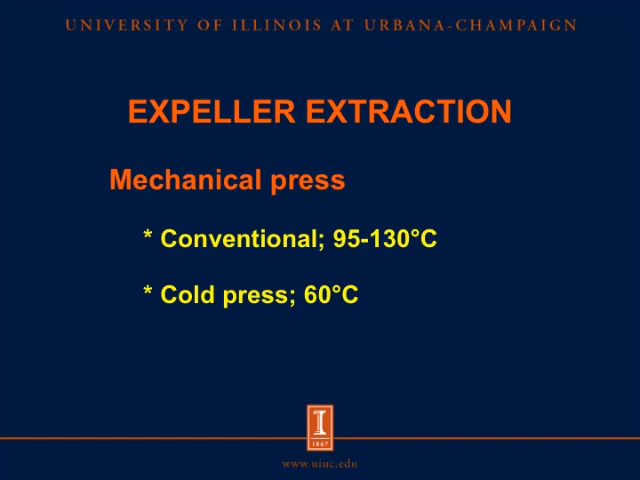 UNIVERSITY OF ILLINOIS AT URBANA-CHAMPAIGN
EXPELLER EXTRACTION
Mechanical press
* Conventional; 95-130°C
* Cold press; 60°C
I
1867
www.uiuc.edu